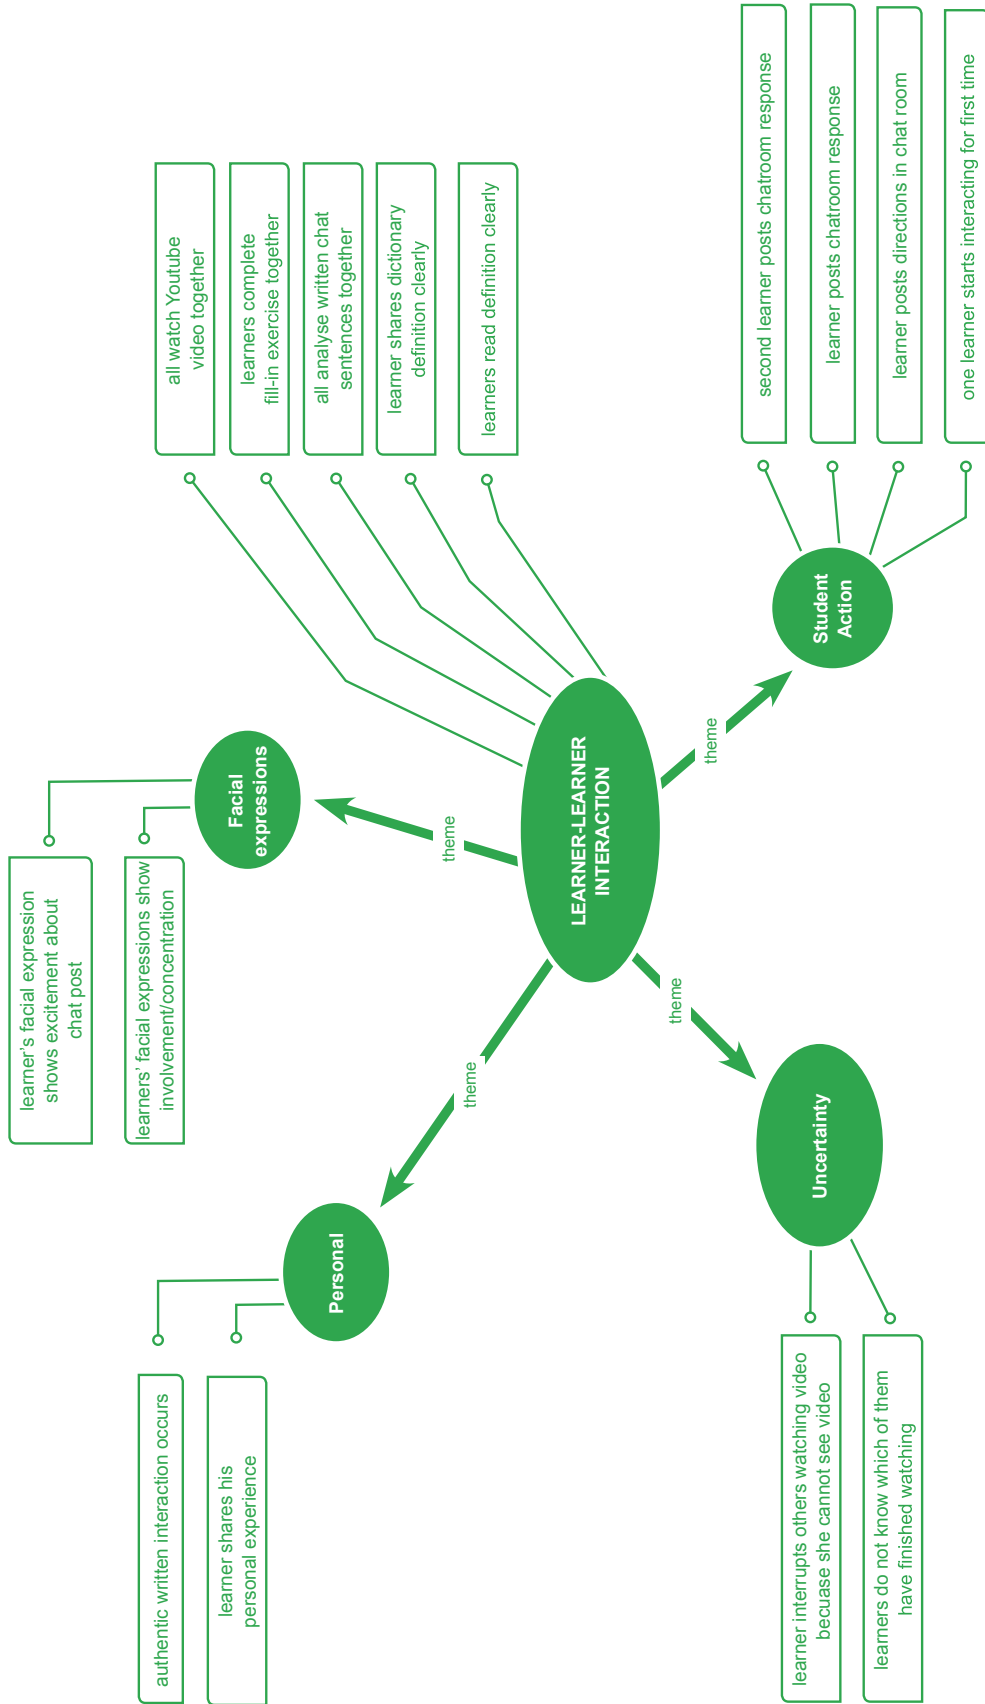 authentic written interaction occurs
learner shares his
personal experience
Personal
theme
learner's facial expression
shows excitement about
chat post
learners' facial expressions show
involvement/concentration
Facial
expressions
theme
all watch Youtube
video together
learners complete
fill-in exercise together
all analyse written chat
sentences together
learner shares dictionary
definition clearly
learners read definition clearly
LEARNER-LEARNER
INTERACTION
theme
Uncertainty
learner interrupts others watching video
becuase she cannot see video
learners do not know which of them
have finished watching
theme
Student
Action
second learner posts chatroom response
learner posts chatroom response
learner posts directions in chat room
one learner starts interacting for first time